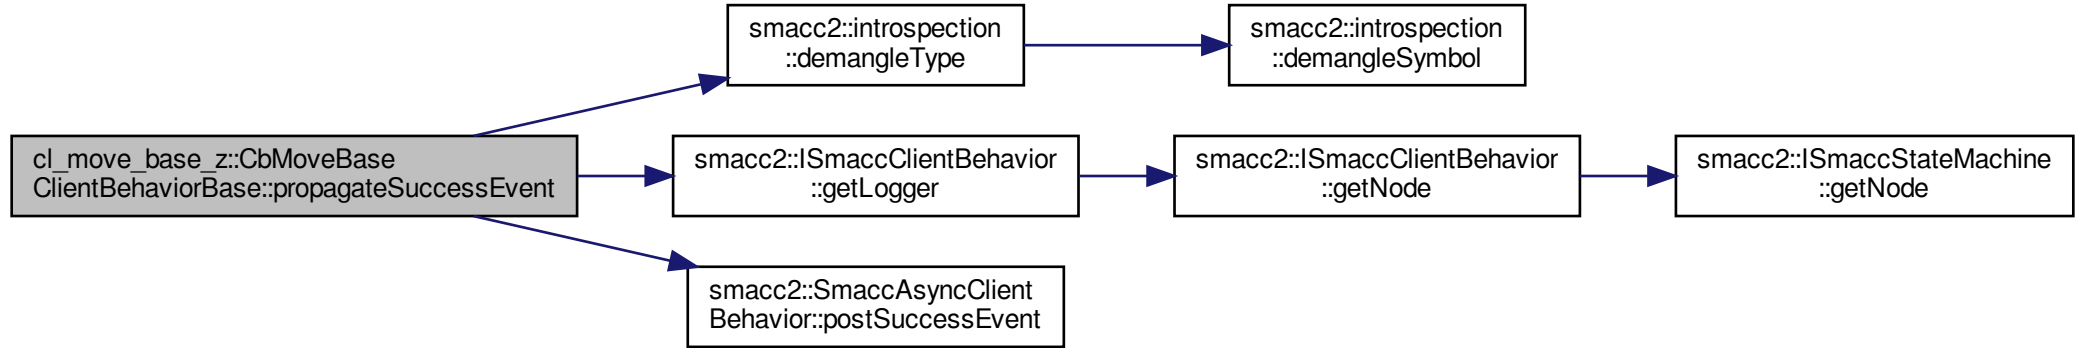 smacc2::introspection
::demangleType
smacc2::introspection
::demangleSymbol
cl_move_base_z::CbMoveBase
ClientBehaviorBase::propagateSuccessEvent
smacc2::ISmaccClientBehavior
::getLogger
smacc2::ISmaccClientBehavior
::getNode
smacc2::ISmaccStateMachine
::getNode
smacc2::SmaccAsyncClient
Behavior::postSuccessEvent